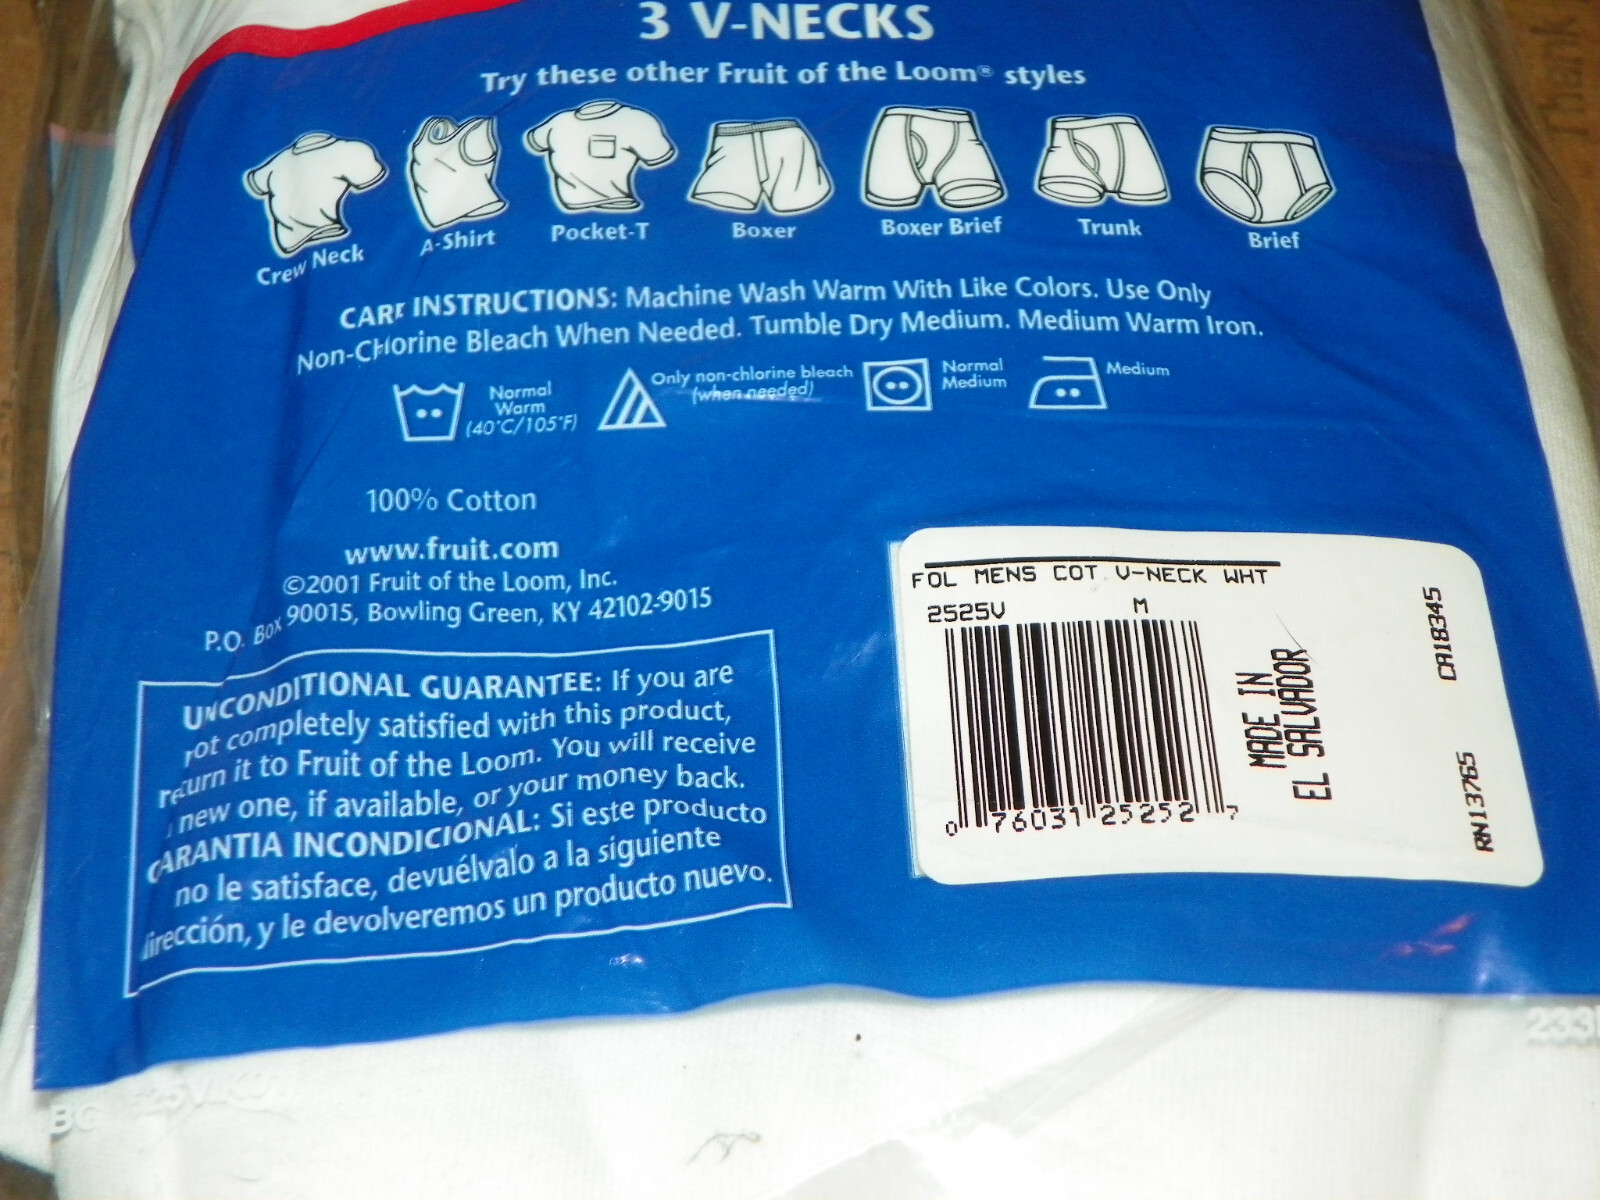 3 V-NECKS
Try these other Fruit of the Loom® styles
Crew Neck
A-Shirt
Pocket-T
Boxer
Boxer Brief
Trunk
Brief
CARE INSTRUCTIONS: Machine Wash Warm With Like Colors. Use Only
Non-Chlorine Bleach When Needed. Tumble Dry Medium. Medium Warm Iron.
Normal
Warm
(40°C/105°F)
Only non-chlorine bleach
(when needed)
Normal
Medium
Medium
100% Cotton
www.fruit.com
©2001 Fruit of the Loom, Inc.
P.O. Box 90015, Bowling Green, KY 42102-9015
UNCONDITIONAL GUARANTEE: If you are
not completely satisfied with this product,
return it to Fruit of the Loom. You will receive
a new one, if available, or your money back.
GARANTIA INCONDICIONAL: Si este producto
no le satisface, devuélvalo a la siguiente
dirección, y le devolveremos un producto nuevo.
FOL MENS COT V-NECK WHT
2525V M
0 76031 25252 7
MADE IN
EL SALVADOR
CA18345
RN13765
233
BG
Thank